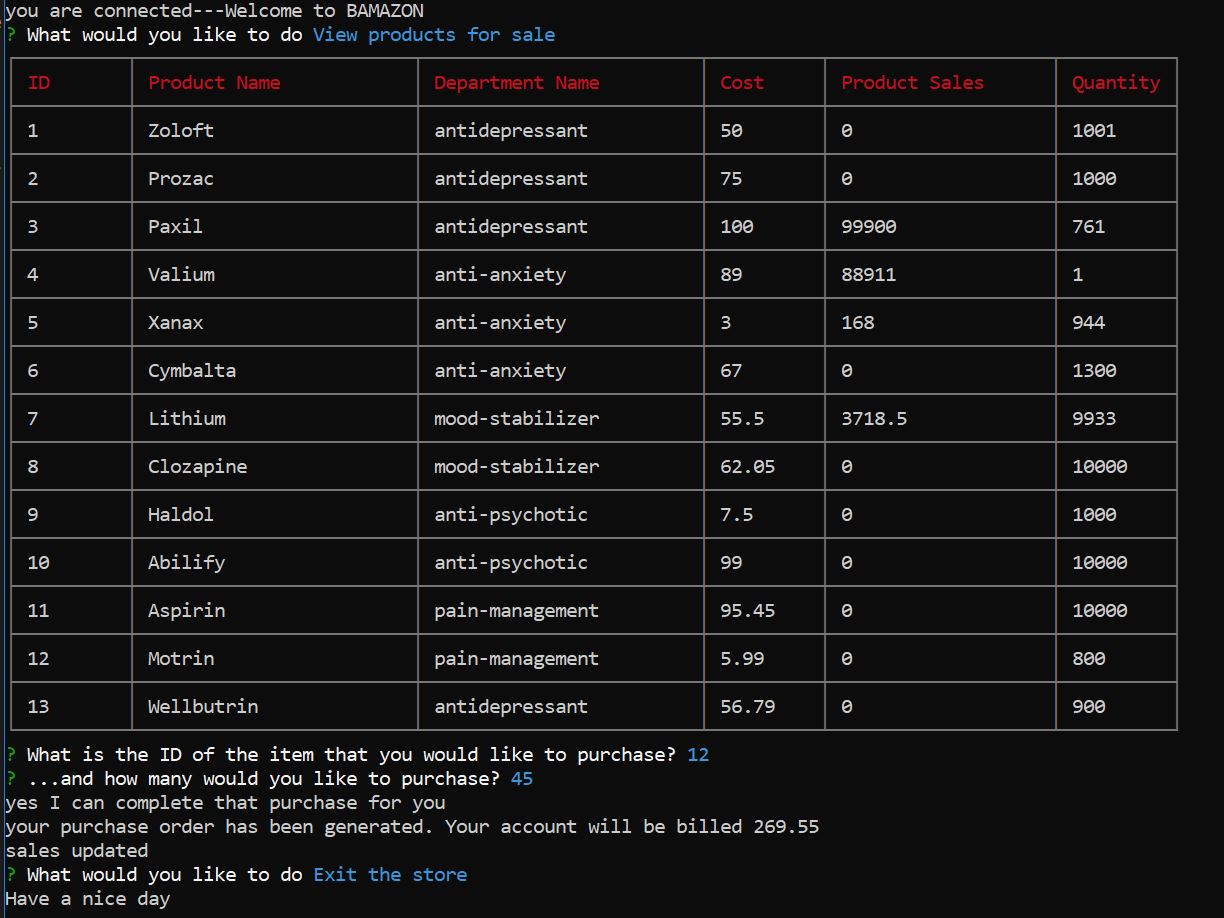 you are connected---Welcome to BAMAZON
? What would you like to do View products for sale
ID Product Name Department Name Cost Product Sales Quantity
1 Zoloft antidepressant 50 0 1001
2 Prozac antidepressant 75 0 1000
3 Paxil antidepressant 100 99900 761
4 Valium anti-anxiety 89 88911 1
5 Xanax anti-anxiety 3 168 944
6 Cymbalta anti-anxiety 67 0 1300
7 Lithium mood-stabilizer 55.5 3718.5 9933
8 Clozapine mood-stabilizer 62.05 0 10000
9 Haldol anti-psychotic 7.5 0 1000
10 Abilify anti-psychotic 99 0 10000
11 Aspirin pain-management 95.45 0 10000
12 Motrin pain-management 5.99 0 800
13 Wellbutrin antidepressant 56.79 0 900
? What is the ID of the item that you would like to purchase? 12
? ...and how many would you like to purchase? 45
yes I can complete that purchase for you
your purchase order has been generated. Your account will be billed 269.55
sales updated
? What would you like to do Exit the store
Have a nice day